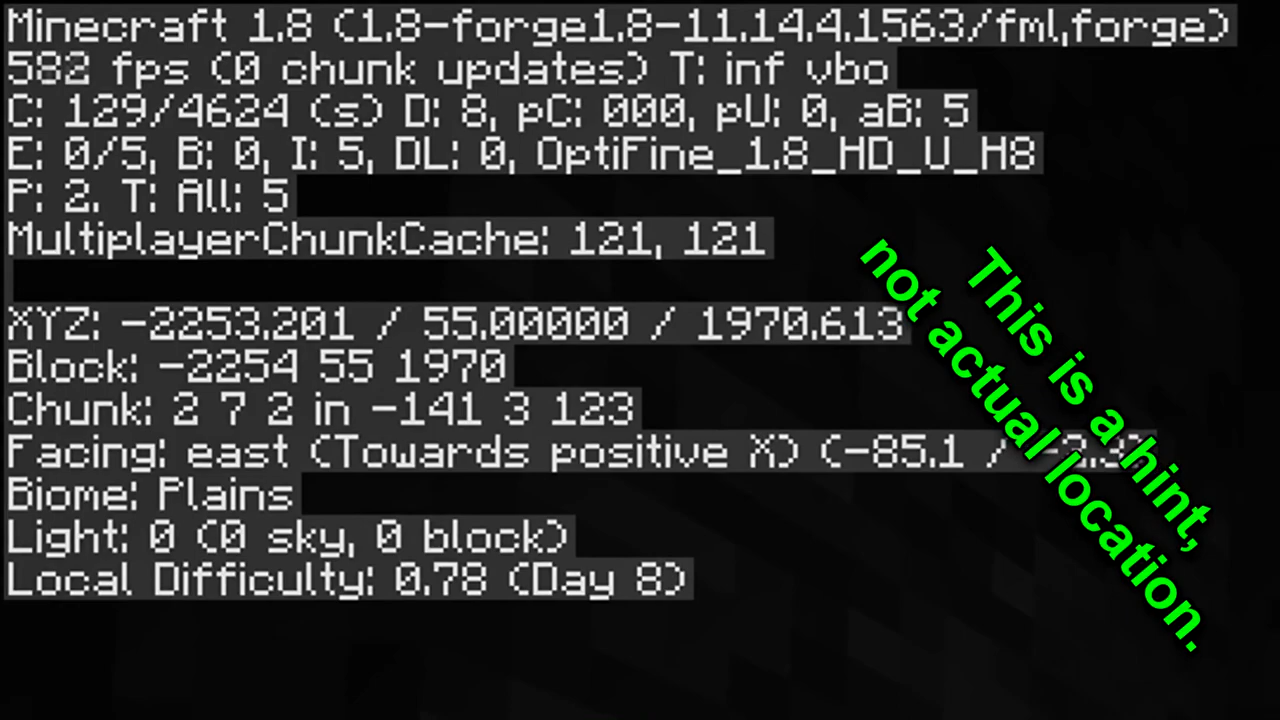 Minecraft 1.8 (1.8-forge1.8-11.14.4.1563/fml,forge)
582 fps (0 chunk updates) T: inf vbo
C: 129/4624 (s) D: 8, pC: 000, pU: 0, aB: 5
E: 0/5, B: 0, I: 5, DL: 0, OptiFine_1.8_HD_U_H8
P: 2. T: All: 5
MultiplayerChunkCache: 121, 121
XYZ: -2253.201 / 55.00000 / 1970.613
Block: -2254 55 1970
Chunk: 2 7 2 in -141 3 123
Facing: east (Towards positive X) (-85.1 /
Biome: Plains
Light: 0 (0 sky, 0 block)
Local Difficulty: 0.78 (Day 8)
This is a hint,
not actual location.